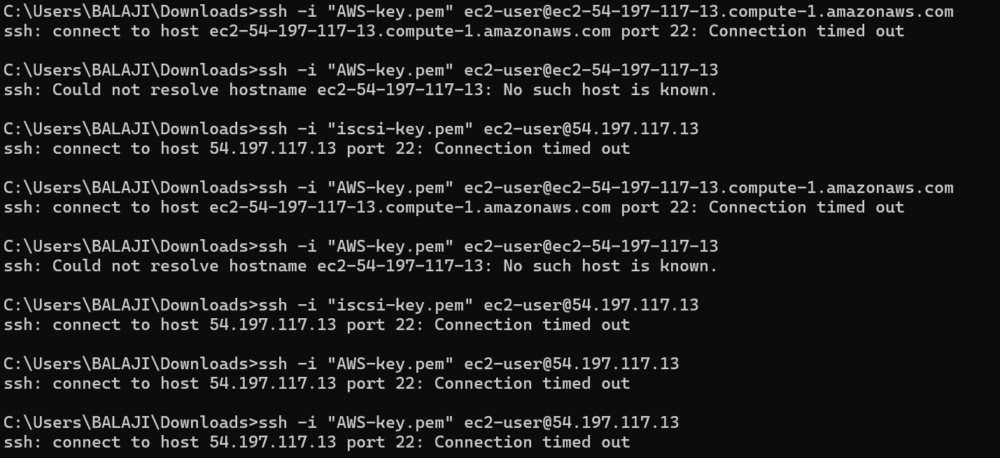 C:\Users\BALAJI\Downloads>ssh -i "AWS-key.pem" ec2-user@ec2-54-197-117-13.compute-1.amazonaws.com
ssh: connect to host ec2-54-197-117-13.compute-1.amazonaws.com port 22: Connection timed out
C:\Users\BALAJI\Downloads>ssh -i "AWS-key.pem" ec2-user@ec2-54-197-117-13
ssh: Could not resolve hostname ec2-54-197-117-13: No such host is known.
C:\Users\BALAJI\Downloads>ssh -i "iscsi-key.pem" ec2-user@54.197.117.13
ssh: connect to host 54.197.117.13 port 22: Connection timed out
C:\Users\BALAJI\Downloads>ssh -i "AWS-key.pem" ec2-user@ec2-54-197-117-13.compute-1.amazonaws.com
ssh: connect to host ec2-54-197-117-13.compute-1.amazonaws.com port 22: Connection timed out
C:\Users\BALAJI\Downloads>ssh -i "AWS-key.pem" ec2-user@ec2-54-197-117-13
ssh: Could not resolve hostname ec2-54-197-117-13: No such host is known.
C:\Users\BALAJI\Downloads>ssh -i "iscsi-key.pem" ec2-user@54.197.117.13
ssh: connect to host 54.197.117.13 port 22: Connection timed out
C:\Users\BALAJI\Downloads>ssh -i "AWS-key.pem" ec2-user@54.197.117.13
ssh: connect to host 54.197.117.13 port 22: Connection timed out
C:\Users\BALAJI\Downloads>ssh -i "AWS-key.pem" ec2-user@54.197.117.13
ssh: connect to host 54.197.117.13 port 22: Connection timed out